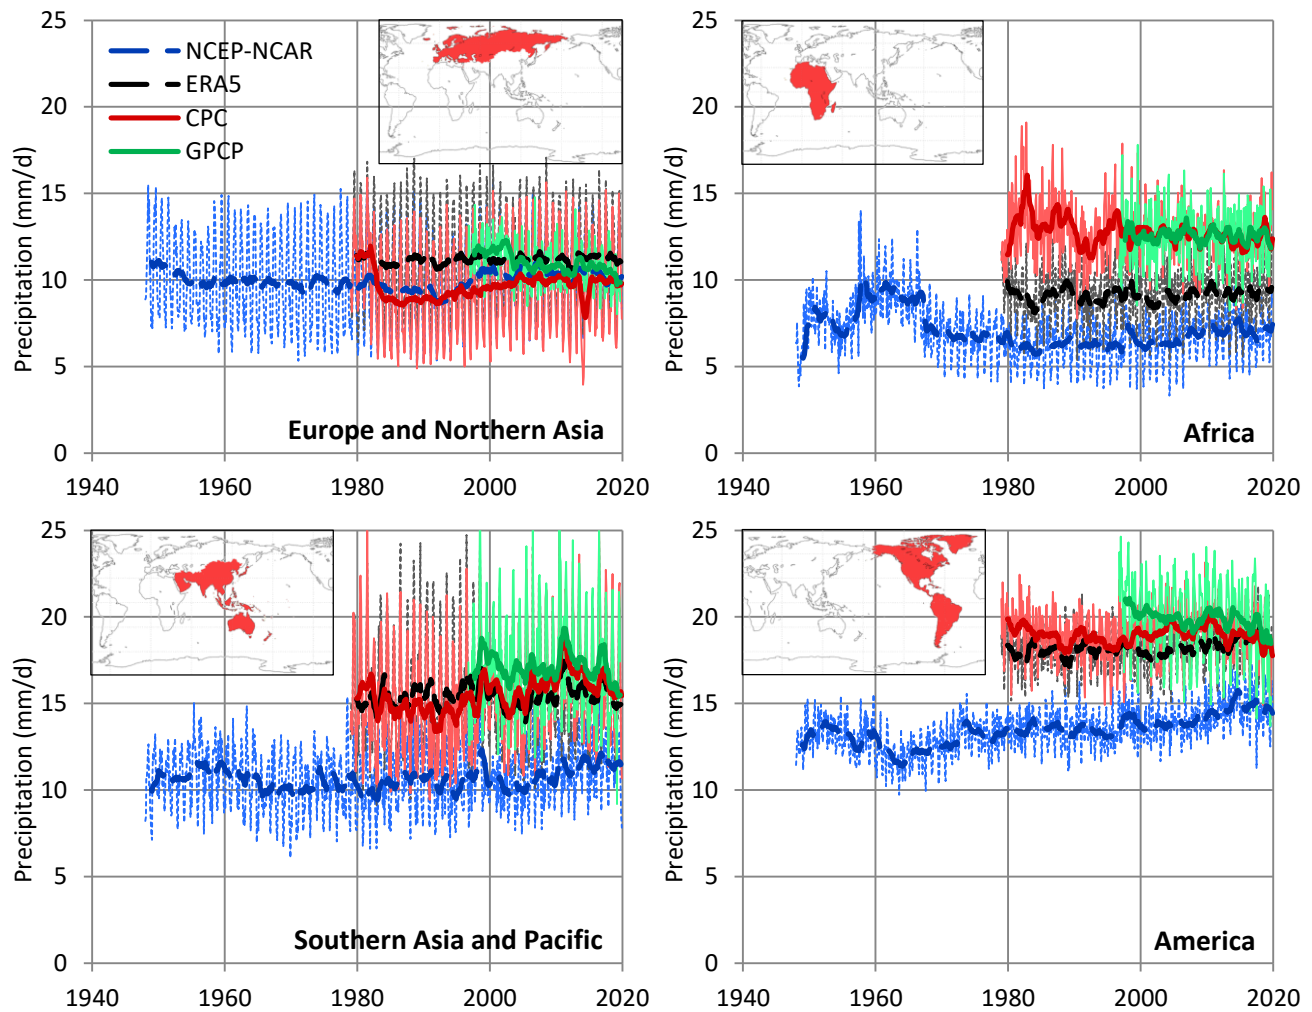 25
20
15
10
5
0
Precipitation (mm/d)
NCEP-NCAR
ERA5
CPC
GPCP
Europe and Northern Asia
1940 1960 1980 2000 2020
25
20
15
10
5
0
Precipitation (mm/d)
Africa
1940 1960 1980 2000 2020
25
20
15
10
5
0
Precipitation (mm/d)
Southern Asia and Pacific
1940 1960 1980 2000 2020
25
20
15
10
5
0
Precipitation (mm/d)
America
1940 1960 1980 2000 2020